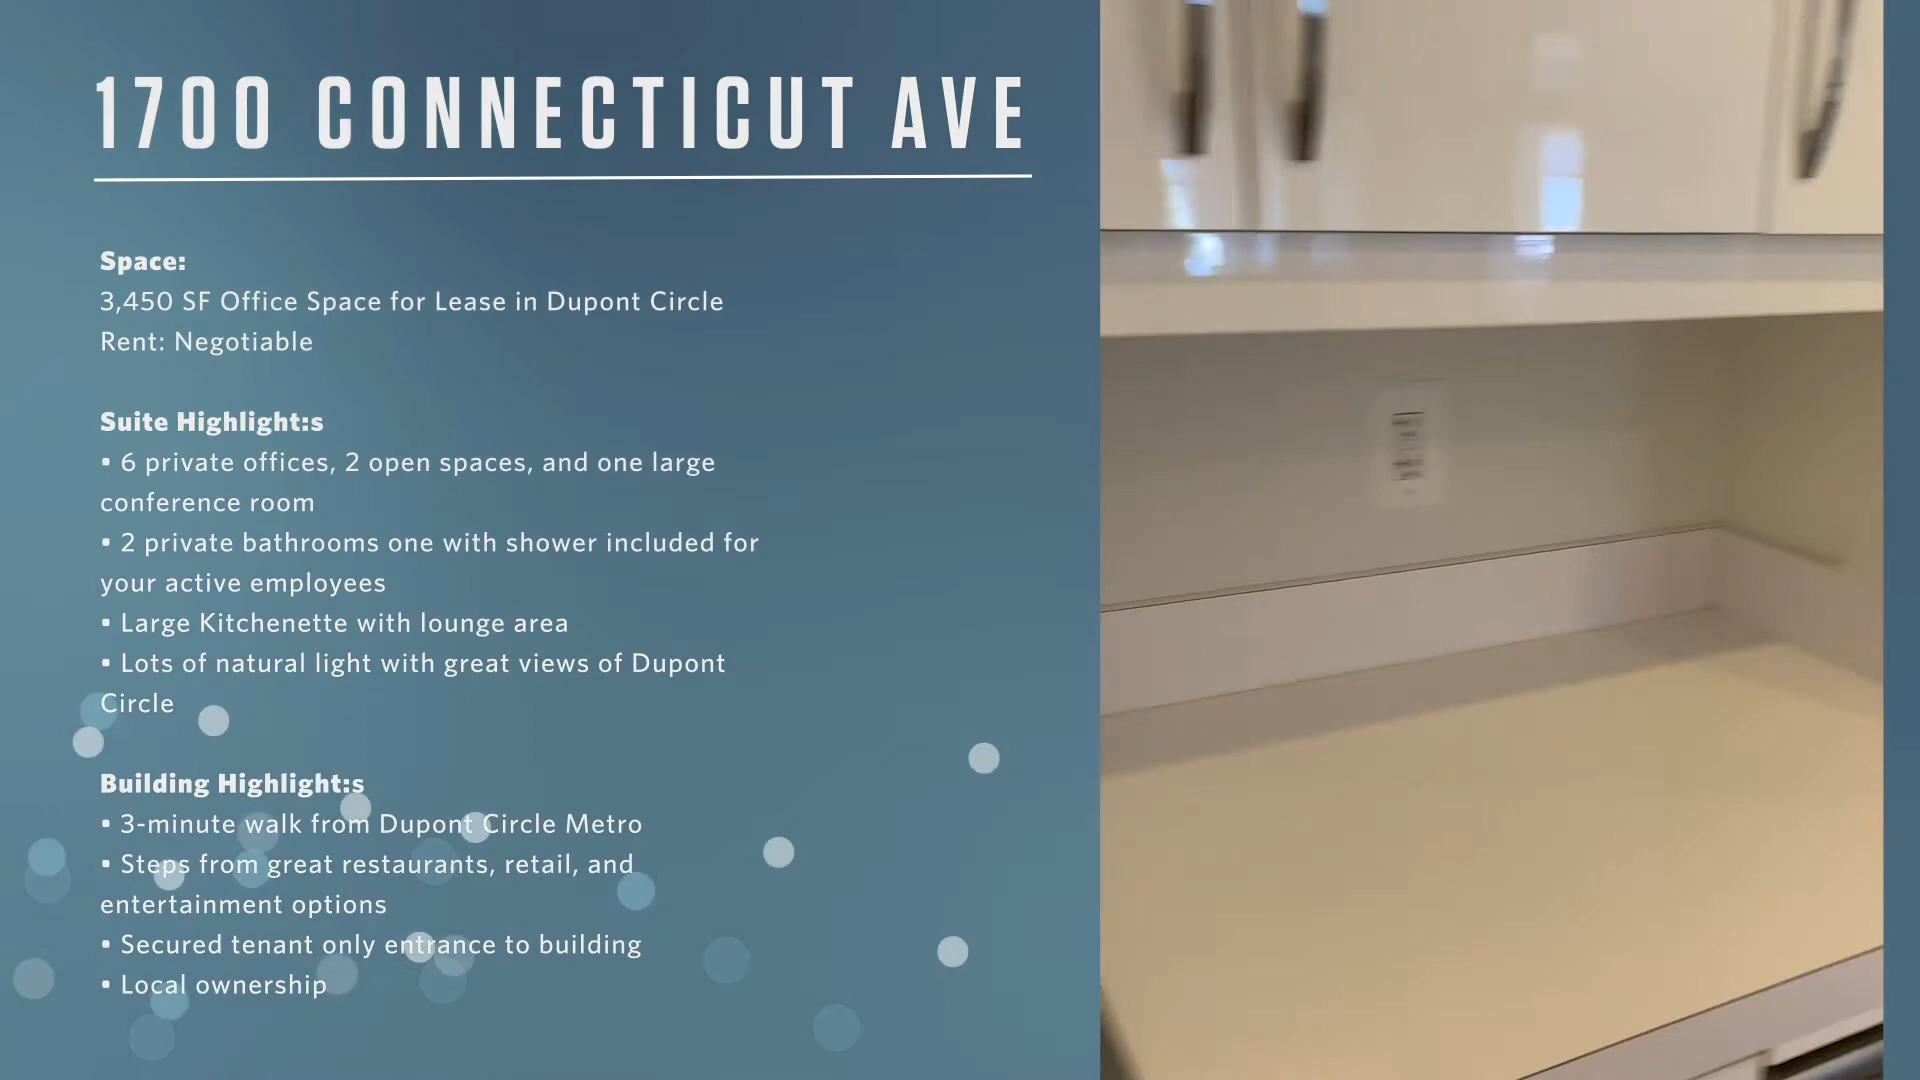 1700 CONNECTICUT AVE
Space:
3,450 SF Office Space for Lease in Dupont Circle
Rent: Negotiable
Suite Highlight:s
▪ 6 private offices, 2 open spaces, and one large
conference room
▪ 2 private bathrooms one with shower included for
your active employees
▪ Large Kitchenette with lounge area
▪ Lots of natural light with great views of Dupont
Circle
Building Highlight:s
▪ 3-minute walk from Dupont Circle Metro
▪ Steps from great restaurants, retail, and
entertainment options
▪ Secured tenant only entrance to building
▪ Local ownership